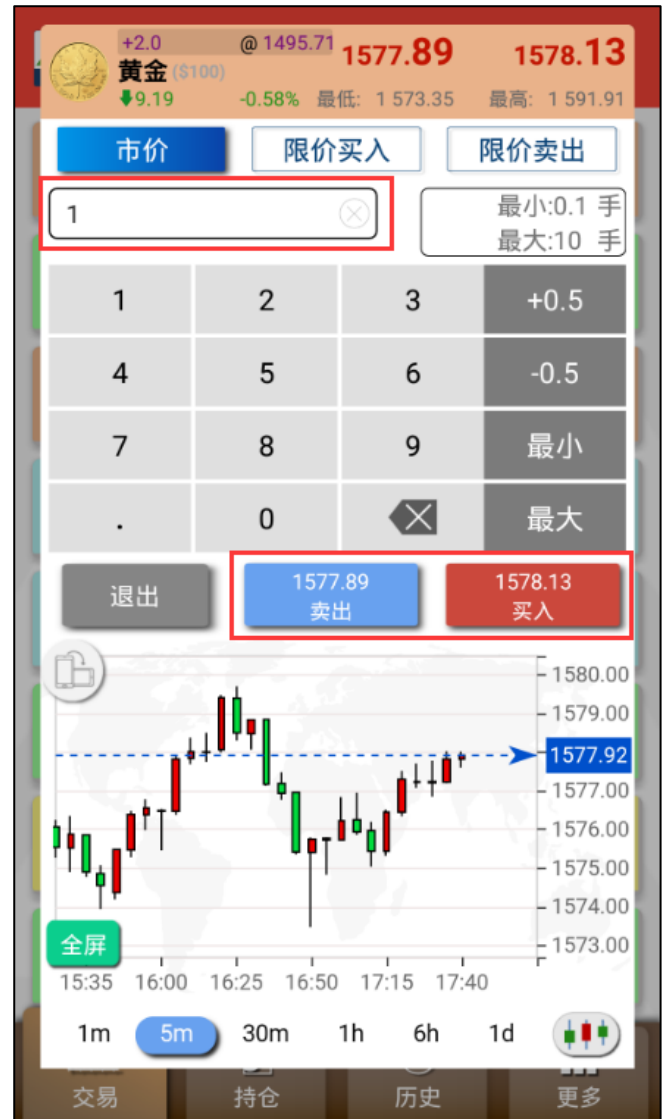 +2.0 @ 1495.71 1577.89 1578.13
黄金 ($100)
9.19 -0.58% 最低: 1 573.35 最高: 1 591.91
市价 限价买入 限价卖出
1 最小:0.1 手
最大:10 手
1 2 3 +0.5
4 5 6 -0.5
7 8 9 最小
. 0 最大
退出 1577.89 1578.13
卖出 买入
1580.00
1579.00
1577.92
1577.00
1576.00
1575.00
1574.00
全屏 1573.00
15:35 16:00 16:25 16:50 17:15 17:40
1m 5m 30m 1h 6h 1d
交易 持仓 历史 更多